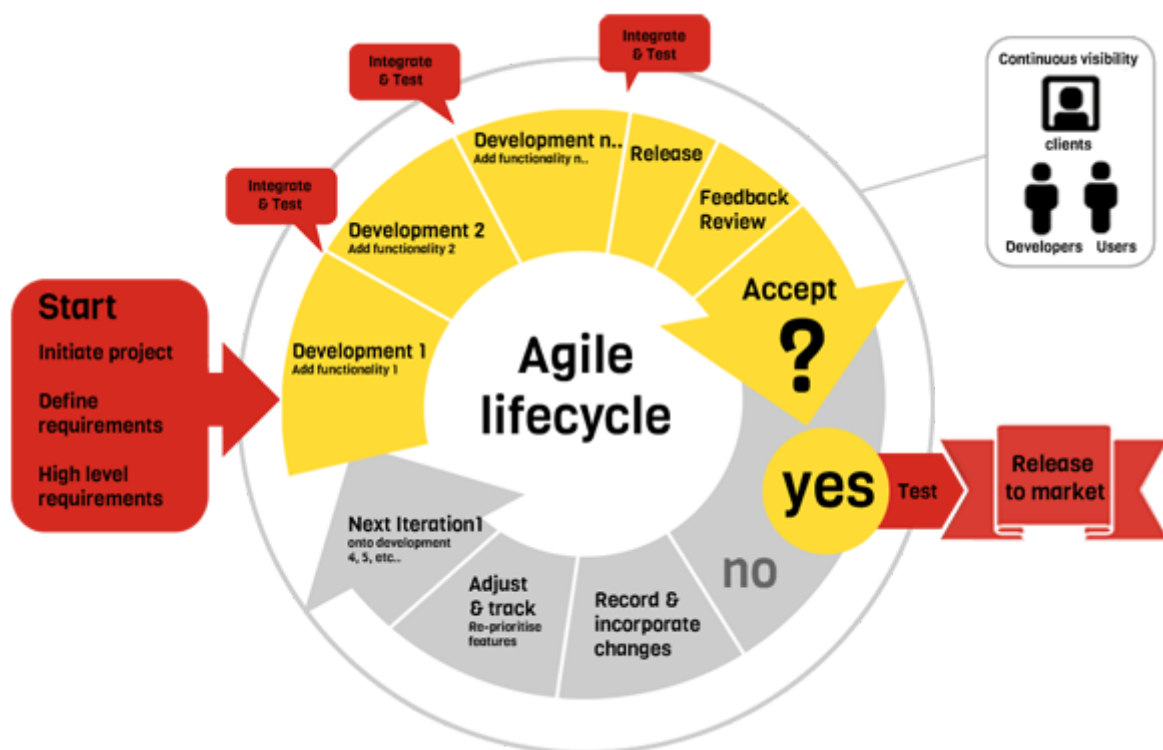 Start
Initiate project
Define
requirements
High level
requirements
Integrate
& Test
Integrate
& Test
Integrate
& Test
Development 1
Add functionality 1
Development 2
Add functionality 2
Development n..
Add functionality n..
Release
Feedback
Review
Accept
?
Agile
lifecycle
yes
Test
Release
to market
no
Record &
incorporate
changes
Adjust
& track
Re-prioritise
features
Next Iteration1
onto development
4, 5, etc..
Continuous visibility
clients
Developers Users